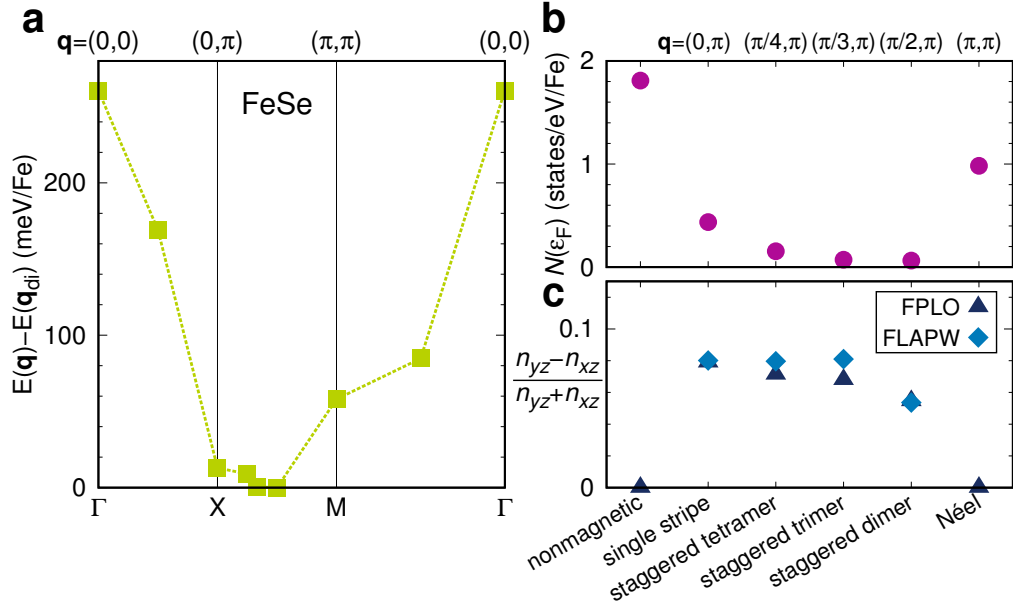 a
q=(0,0) (0,π) (π,π) (0,0)
FeSe
E(q)−E(q_di) (meV/Fe)
200
100
0
Γ X M Γ
b
q=(0,π) (π/4,π) (π/3,π) (π/2,π) (π,π)
N(ε_F) (states/eV/Fe)
2
1
0
c
FPLO
FLAPW
0.1
n_yz−n_xz
n_yz+n_xz
0
nonmagnetic
single stripe
staggered tetramer
staggered trimer
staggered dimer
Néel